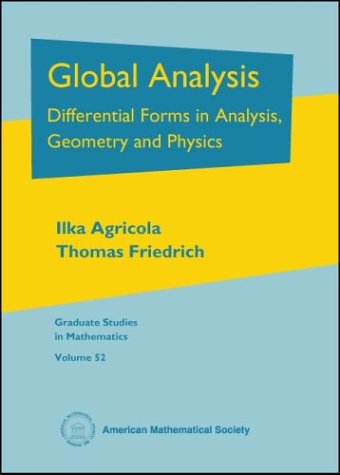 Global Analysis
Differential Forms in Analysis,
Geometry and Physics
Ilka Agricola
Thomas Friedrich
Graduate Studies
in Mathematics
Volume 52
American Mathematical Society